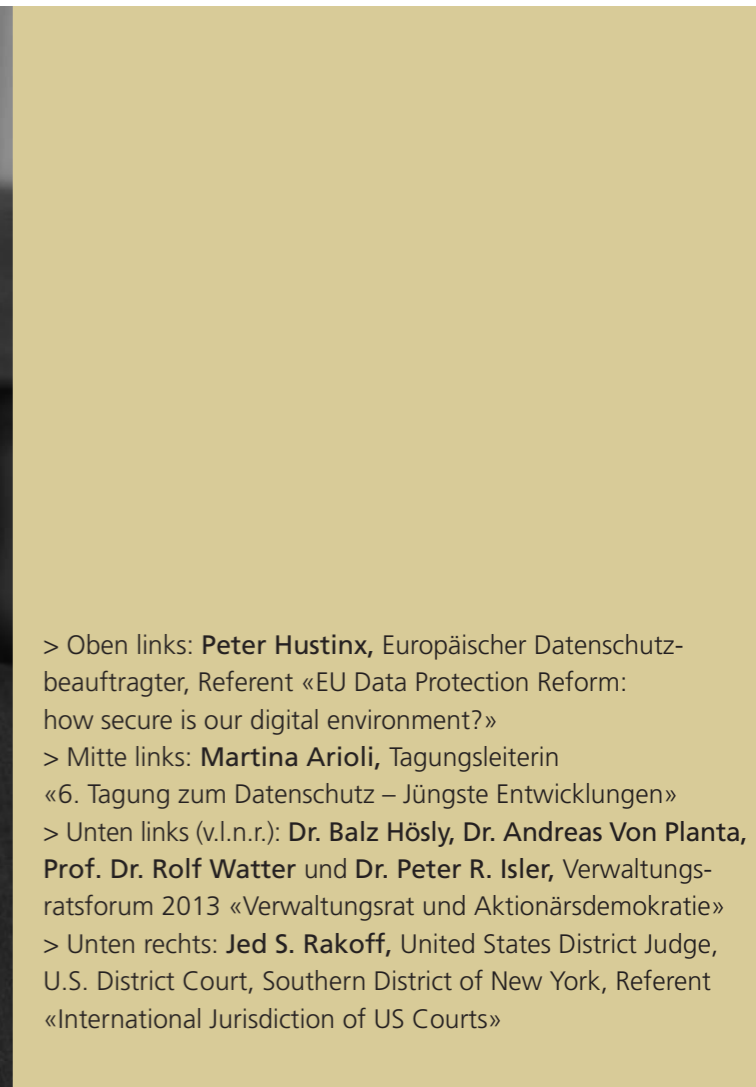 > Oben links: Peter Hustinx, Europäischer Datenschutz-
beauftragter, Referent «EU Data Protection Reform:
how secure is our digital environment?»
> Mitte links: Martina Arioli, Tagungsleiterin
«6. Tagung zum Datenschutz – Jüngste Entwicklungen»
> Unten links (v.l.n.r.): Dr. Balz Hösly, Dr. Andreas Von Planta,
Prof. Dr. Rolf Watter und Dr. Peter R. Isler, Verwaltungs-
ratsforum 2013 «Verwaltungsrat und Aktionärsdemokratie»
> Unten rechts: Jed S. Rakoff, United States District Judge,
U.S. District Court, Southern District of New York, Referent
«International Jurisdiction of US Courts»